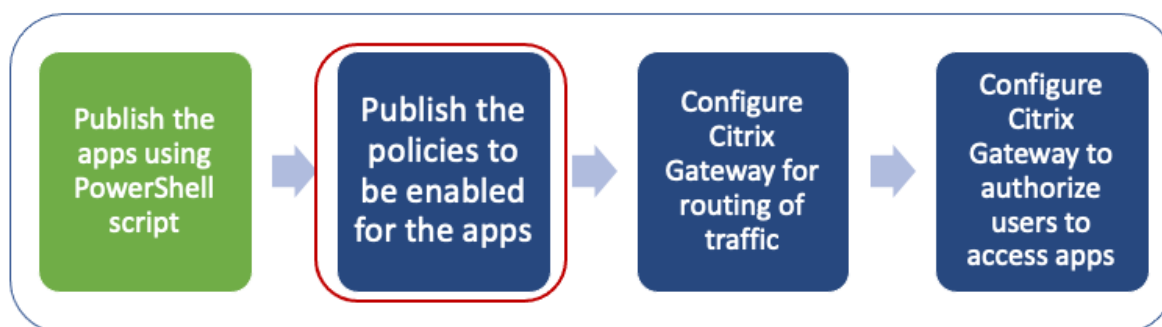 Publish the
apps using
PowerShell
script
Publish the
policies to
be enabled
for the apps
Configure
Citrix
Gateway for
routing of
traffic
Configure
Citrix
Gateway to
authorize
users to
access apps